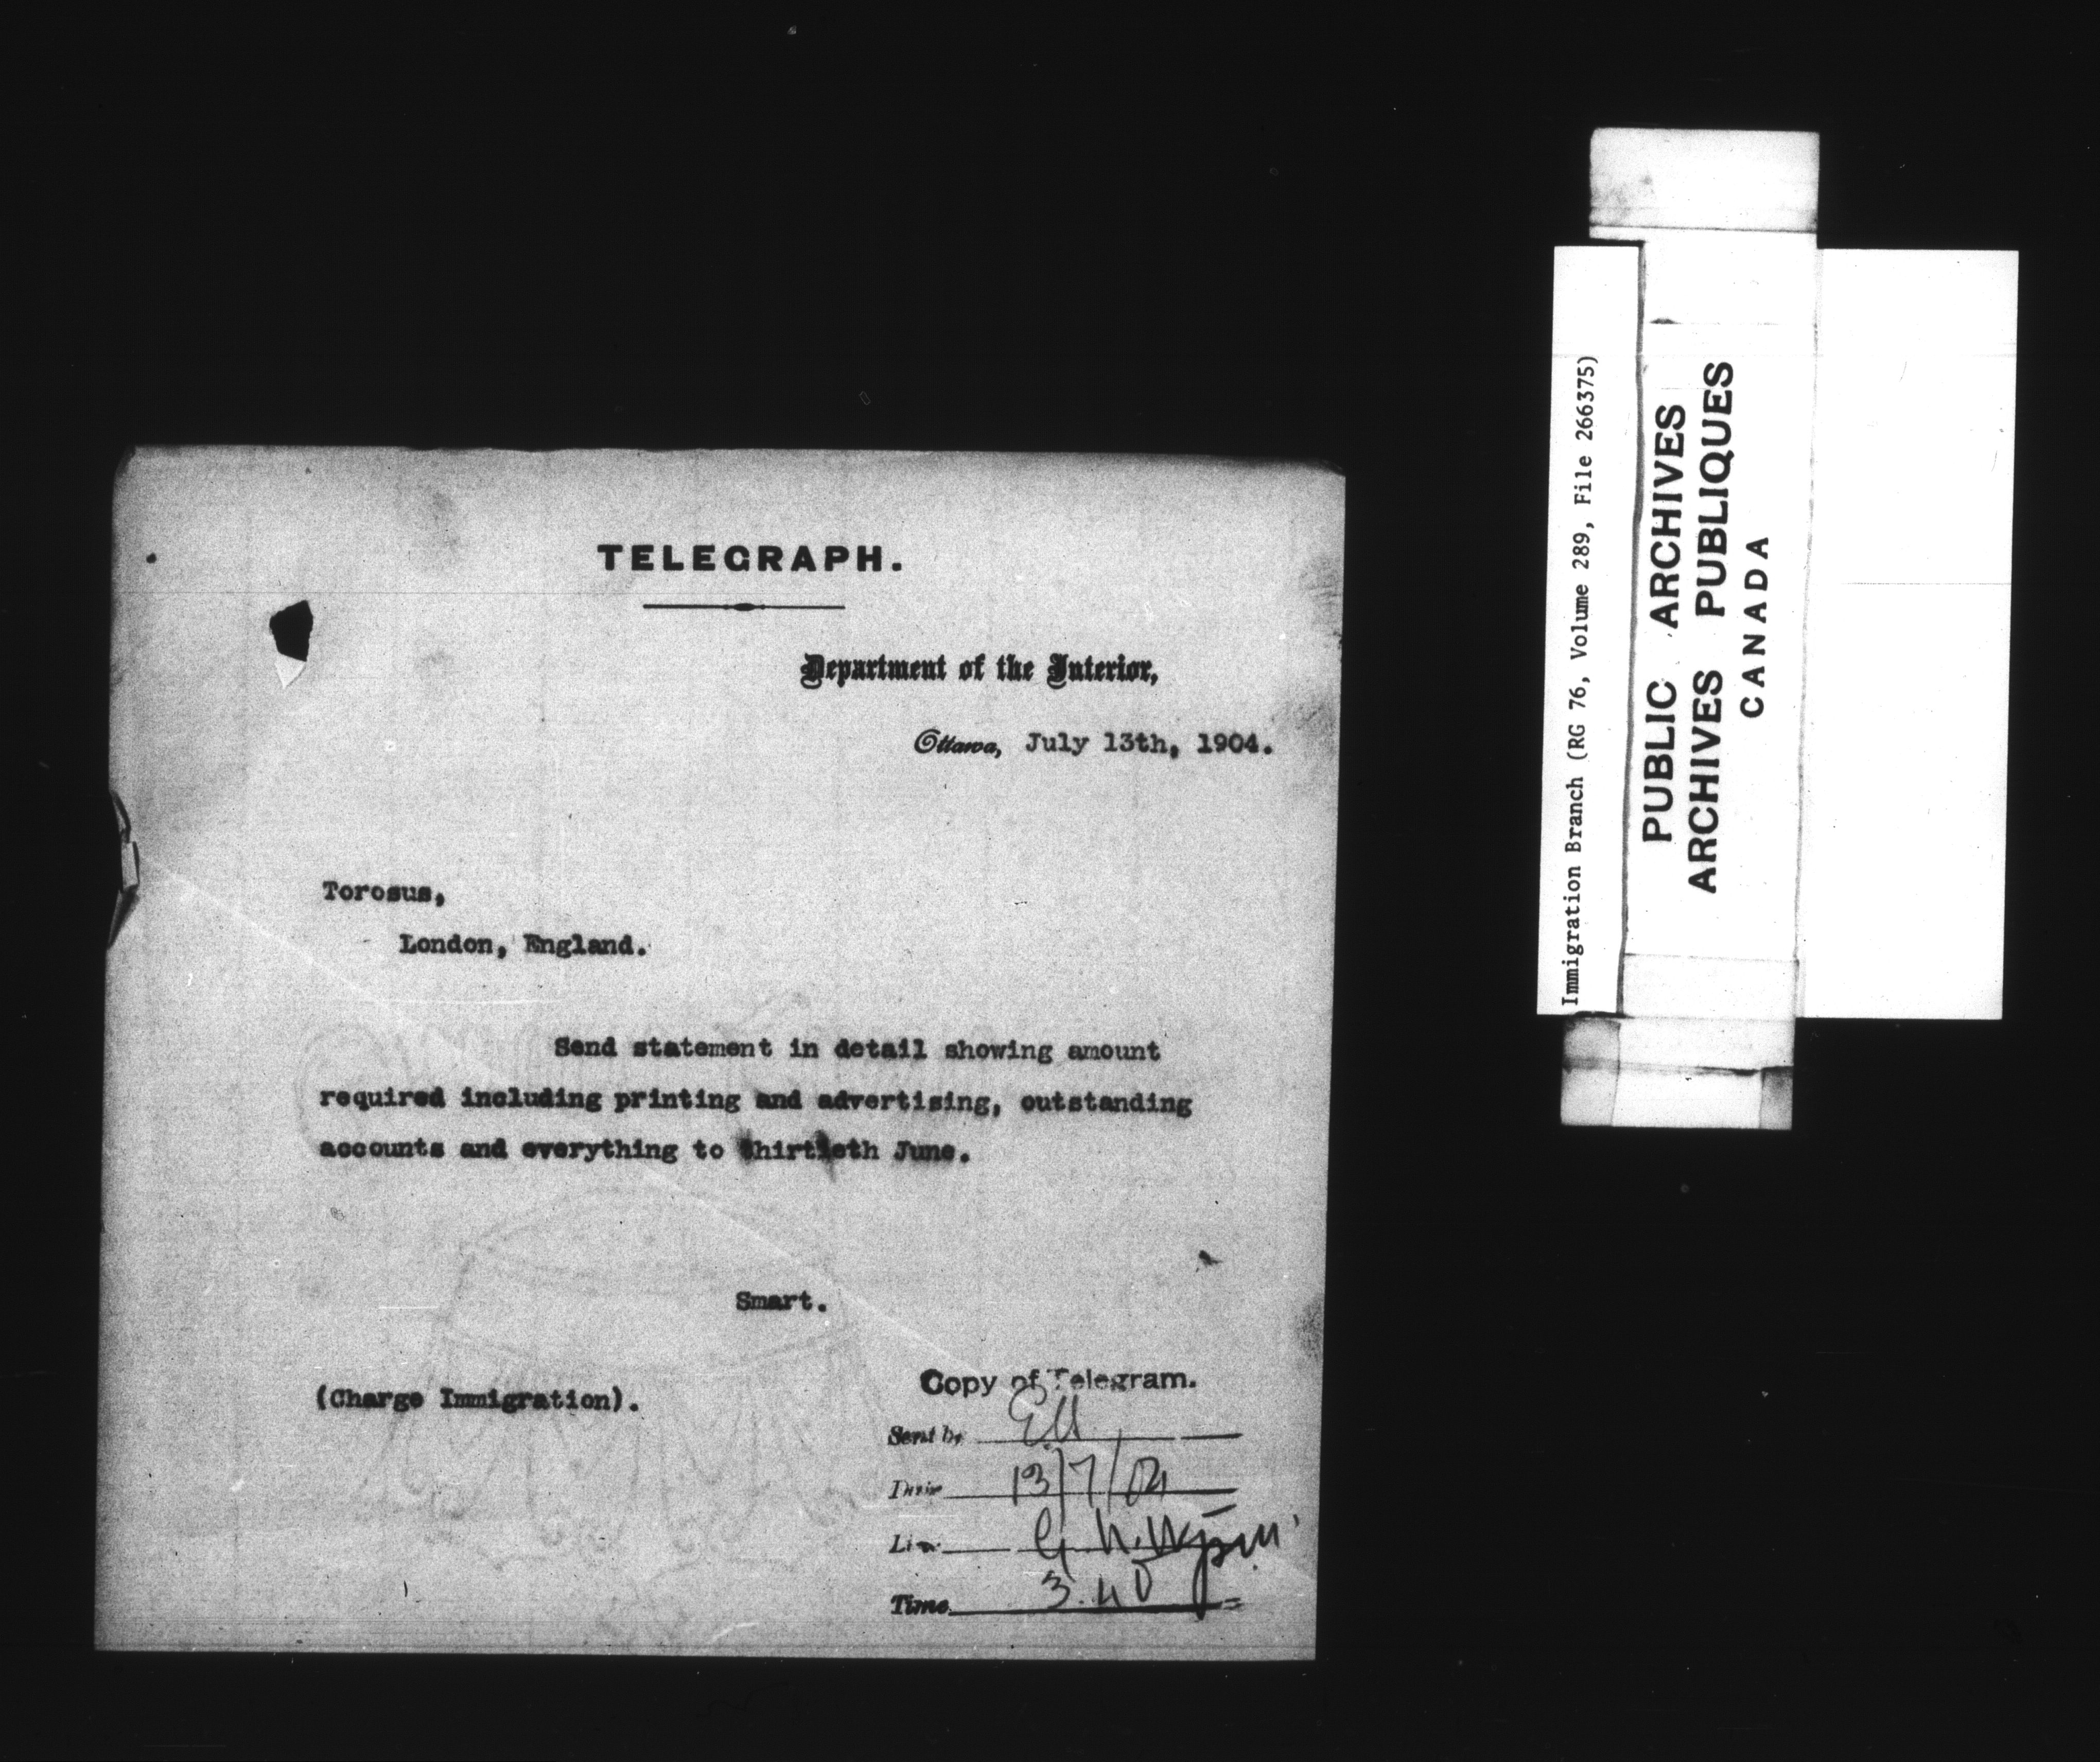 TELEGRAPH.
Department of the Interior,
Ottawa, July 13th, 1904.
Torosus,
London, England.
Send statement in detail showing amount
required including printing and advertising, outstanding
accounts and everything to thirtieth June.
Smart.
(Charge Immigration).
Copy of Telegram.
Sent by
Date 13/7/04
Line G. N. W.
Time 3.40
Immigration Branch (RG 76, Volume 289, File 266375)
PUBLIC ARCHIVES
ARCHIVES PUBLIQUES
CANADA